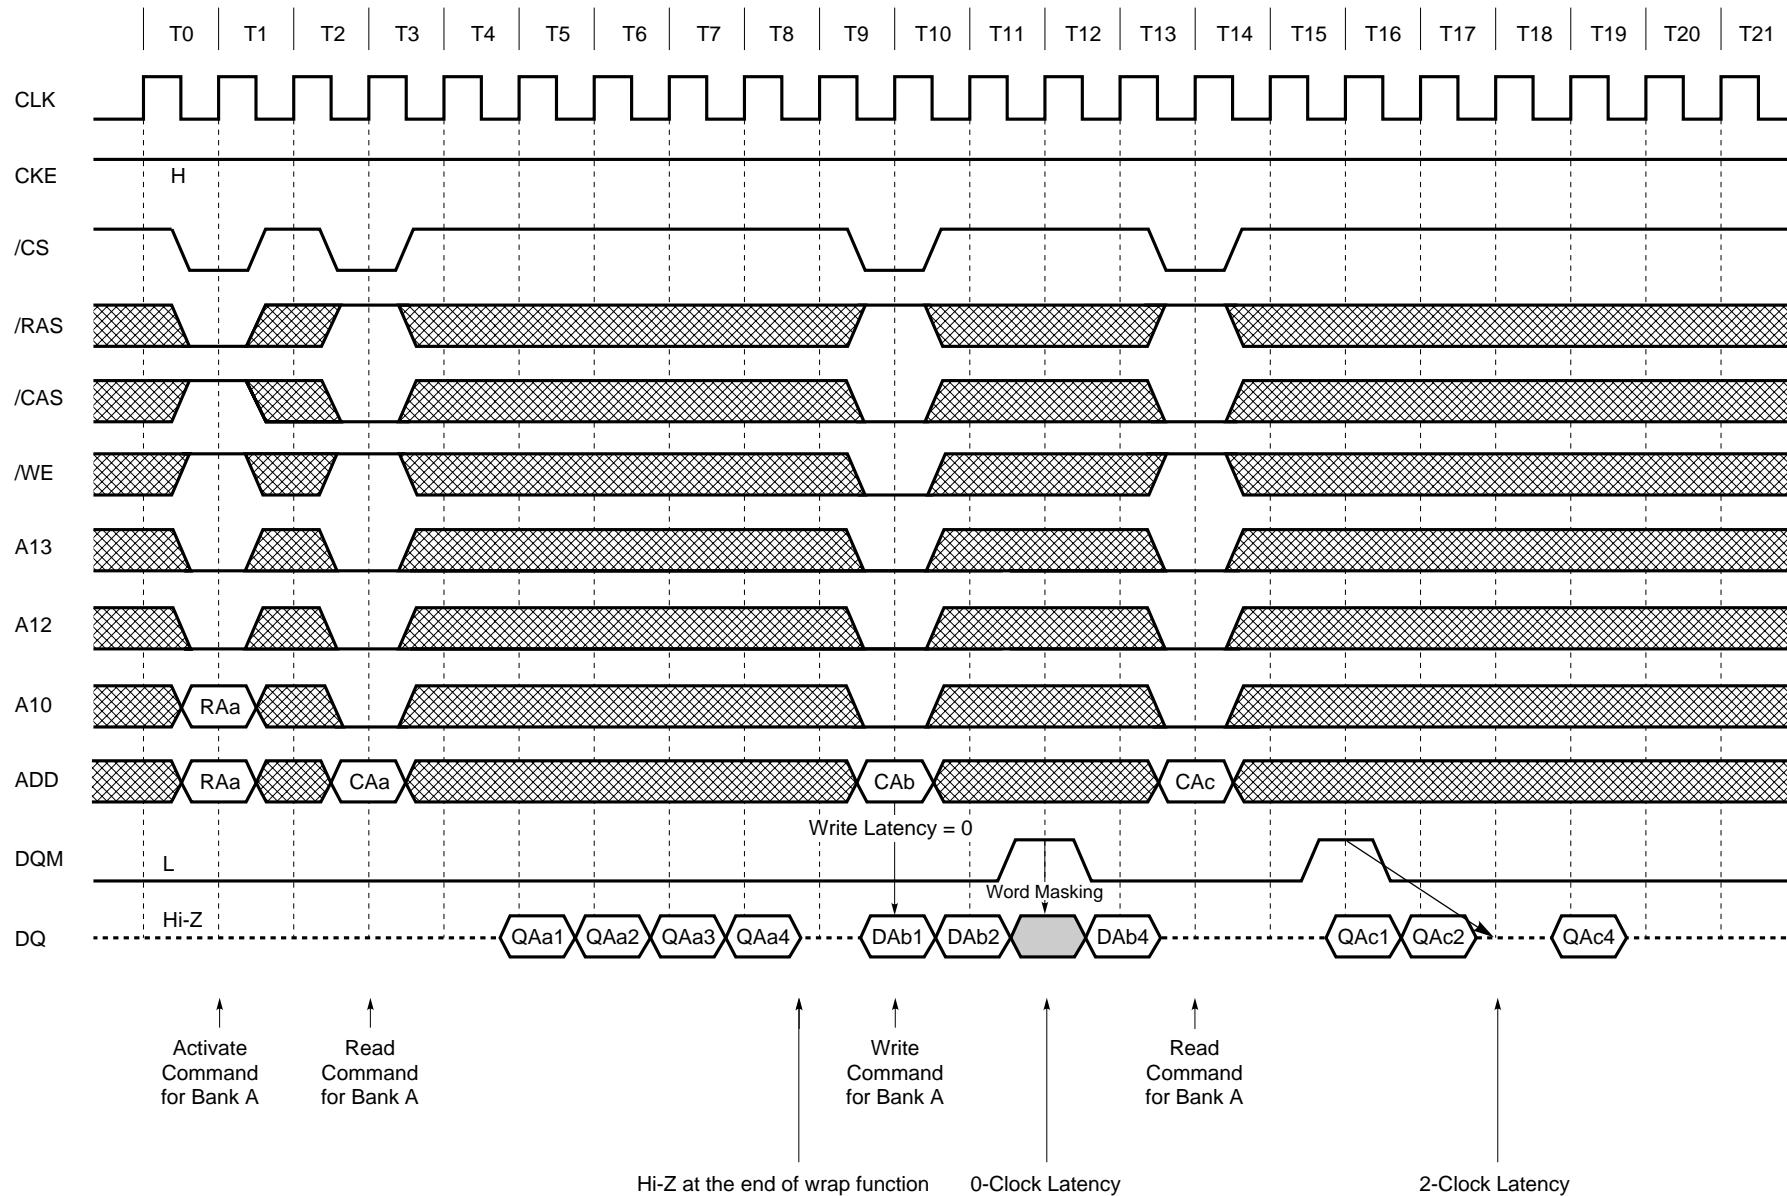 T0 T1 T2 T3 T4 T5 T6 T7 T8 T9 T10 T11 T12 T13 T14 T15 T16 T17 T18 T19 T20 T21
CLK
CKE
H
/CS
/RAS
/CAS
/WE
A13
A12
A10 RAa
ADD RAa CAa CAb CAc
Write Latency = 0
DQM L
Word Masking
Hi-Z
DQ QAa1 QAa2 QAa3 QAa4 DAb1 DAb2 DAb4 QAc1 QAc2 QAc4
Activate
Command
for Bank A
Read
Command
for Bank A
Write
Command
for Bank A
Read
Command
for Bank A
Hi-Z at the end of wrap function
0-Clock Latency
2-Clock Latency